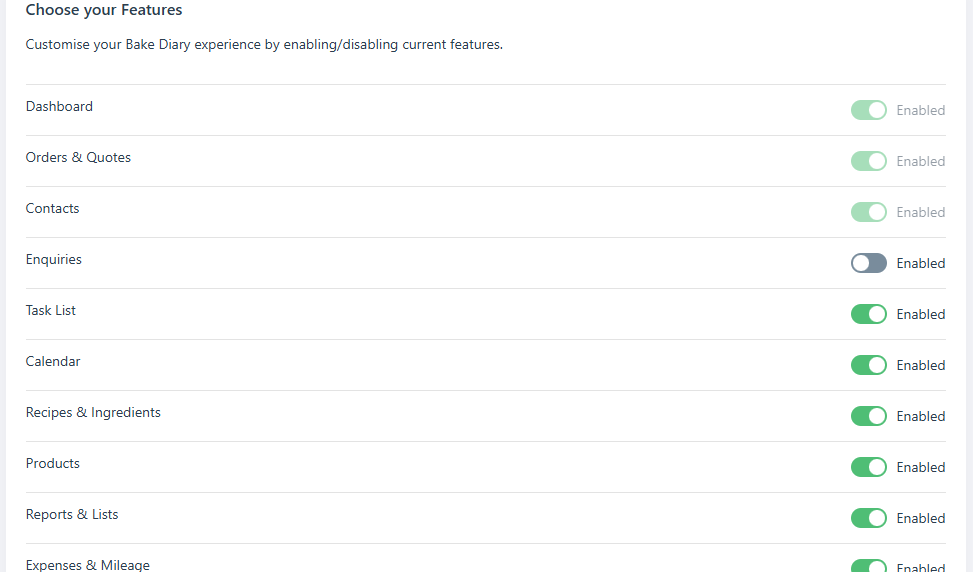 Choose your Features
Customise your Bake Diary experience by enabling/disabling current features.
Dashboard Enabled
Orders & Quotes Enabled
Contacts Enabled
Enquiries Enabled
Task List Enabled
Calendar Enabled
Recipes & Ingredients Enabled
Products Enabled
Reports & Lists Enabled
Expenses & Mileage Enabled